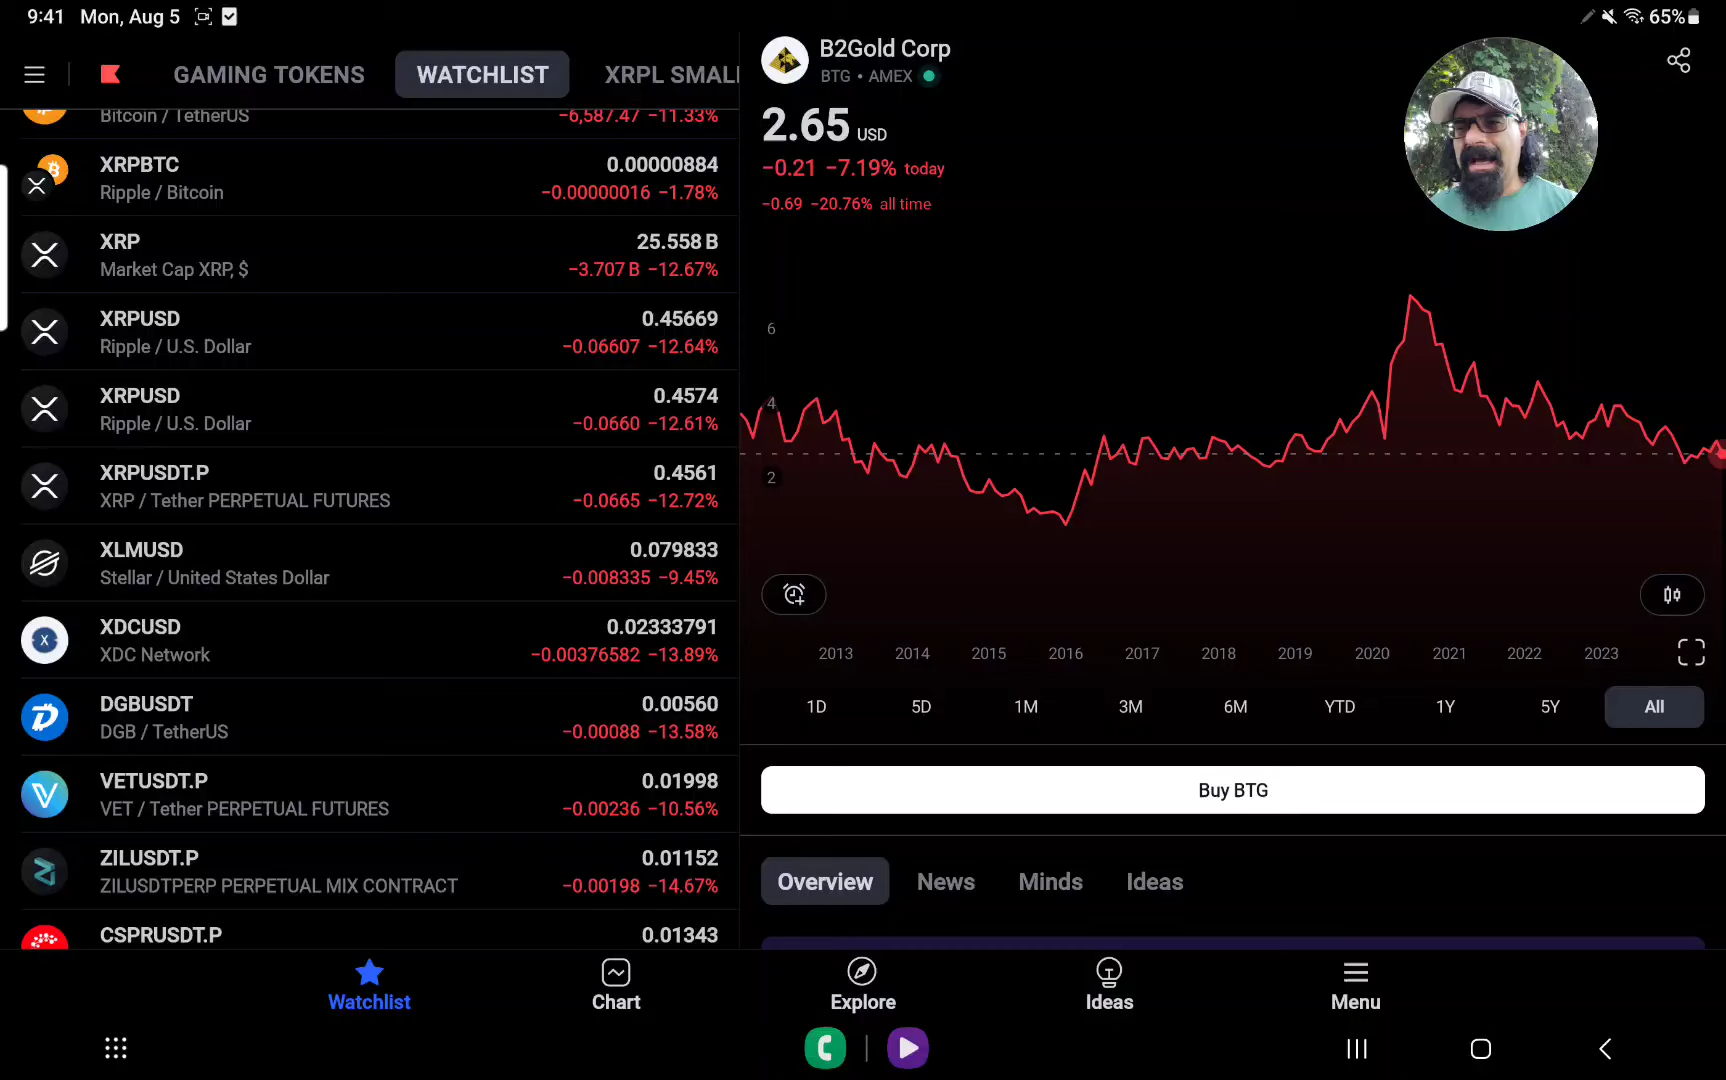 9:41 Mon, Aug 5
65%
GAMING TOKENS
WATCHLIST
XRPL SMALL
Bitcoin / TetherUS
−6,587.47 −11.33%
XRPBTC
0.00000884
Ripple / Bitcoin
−0.00000016 −1.78%
XRP
25.558 B
Market Cap XRP, $
−3.707 B −12.67%
XRPUSD
0.45669
Ripple / U.S. Dollar
−0.06607 −12.64%
XRPUSD
0.4574
Ripple / U.S. Dollar
−0.0660 −12.61%
XRPUSDT.P
0.4561
XRP / Tether PERPETUAL FUTURES
−0.0665 −12.72%
XLMUSD
0.079833
Stellar / United States Dollar
−0.008335 −9.45%
XDCUSD
0.02333791
XDC Network
−0.00376582 −13.89%
DGBUSDT
0.00560
DGB / TetherUS
−0.00088 −13.58%
VETUSDT.P
0.01998
VET / Tether PERPETUAL FUTURES
−0.00236 −10.56%
ZILUSDT.P
0.01152
ZILUSDTPERP PERPETUAL MIX CONTRACT
−0.00198 −14.67%
CSPRUSDT.P
0.01343
B2Gold Corp
BTG • AMEX
2.65 USD
−0.21 −7.19% today
−0.69 −20.76% all time
6
4
2
2013 2014 2015 2016 2017 2018 2019 2020 2021 2022 2023
1D 5D 1M 3M 6M YTD 1Y 5Y All
Buy BTG
Overview News Minds Ideas
Watchlist Chart Explore Ideas Menu